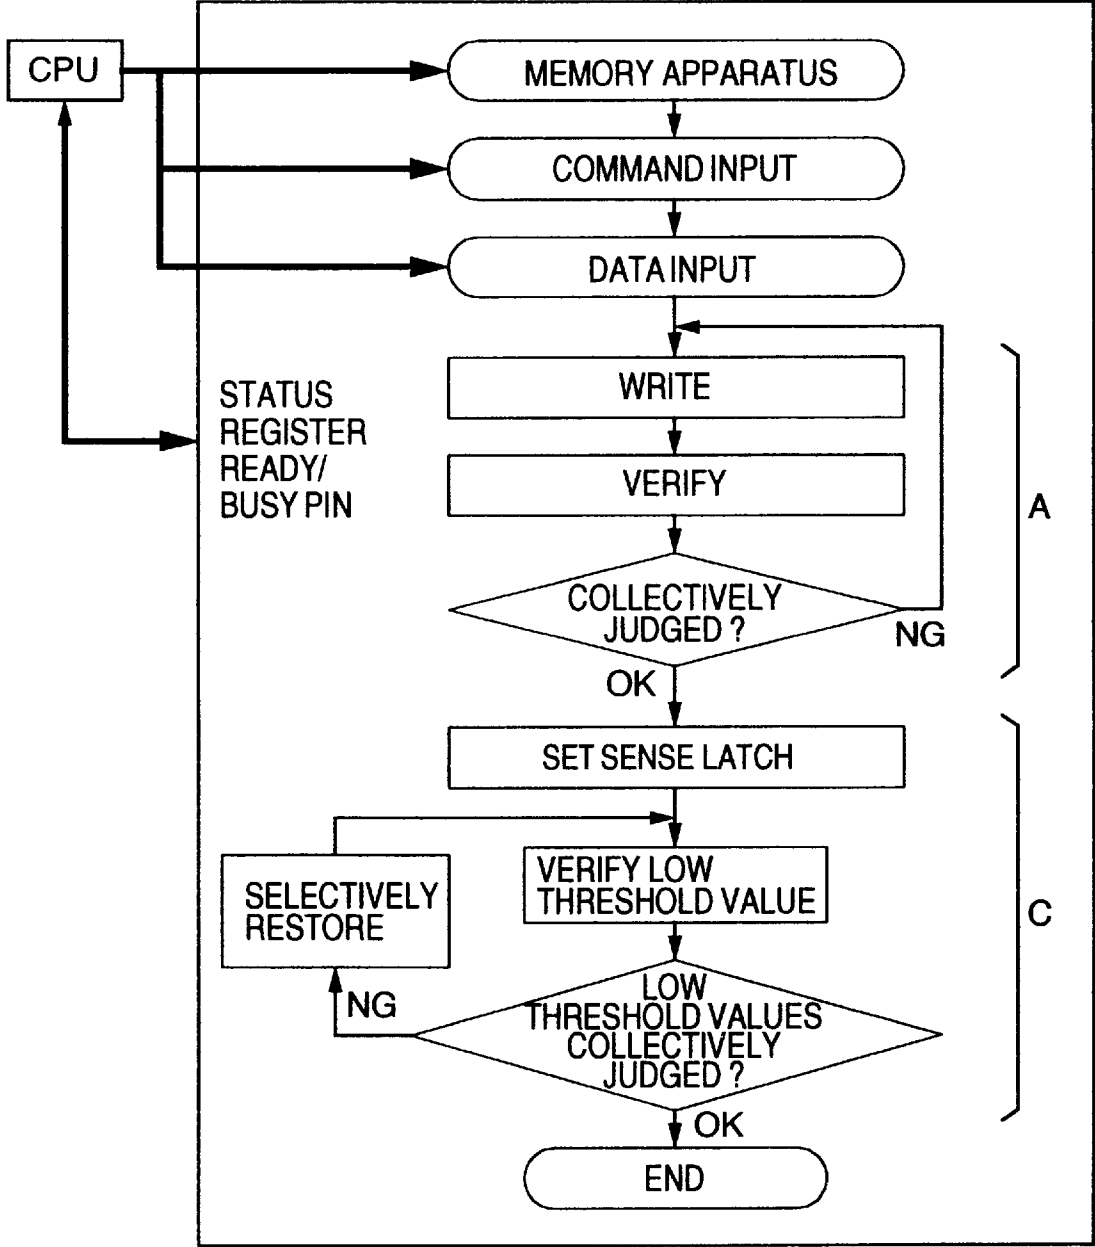 CPU
MEMORY APPARATUS
COMMAND INPUT
DATA INPUT
STATUS
REGISTER
READY/
BUSY PIN
WRITE
VERIFY
COLLECTIVELY
JUDGED ?
NG
OK
A
SET SENSE LATCH
VERIFY LOW
THRESHOLD VALUE
SELECTIVELY
RESTORE
NG
LOW
THRESHOLD VALUES
COLLECTIVELY
JUDGED ?
OK
C
END